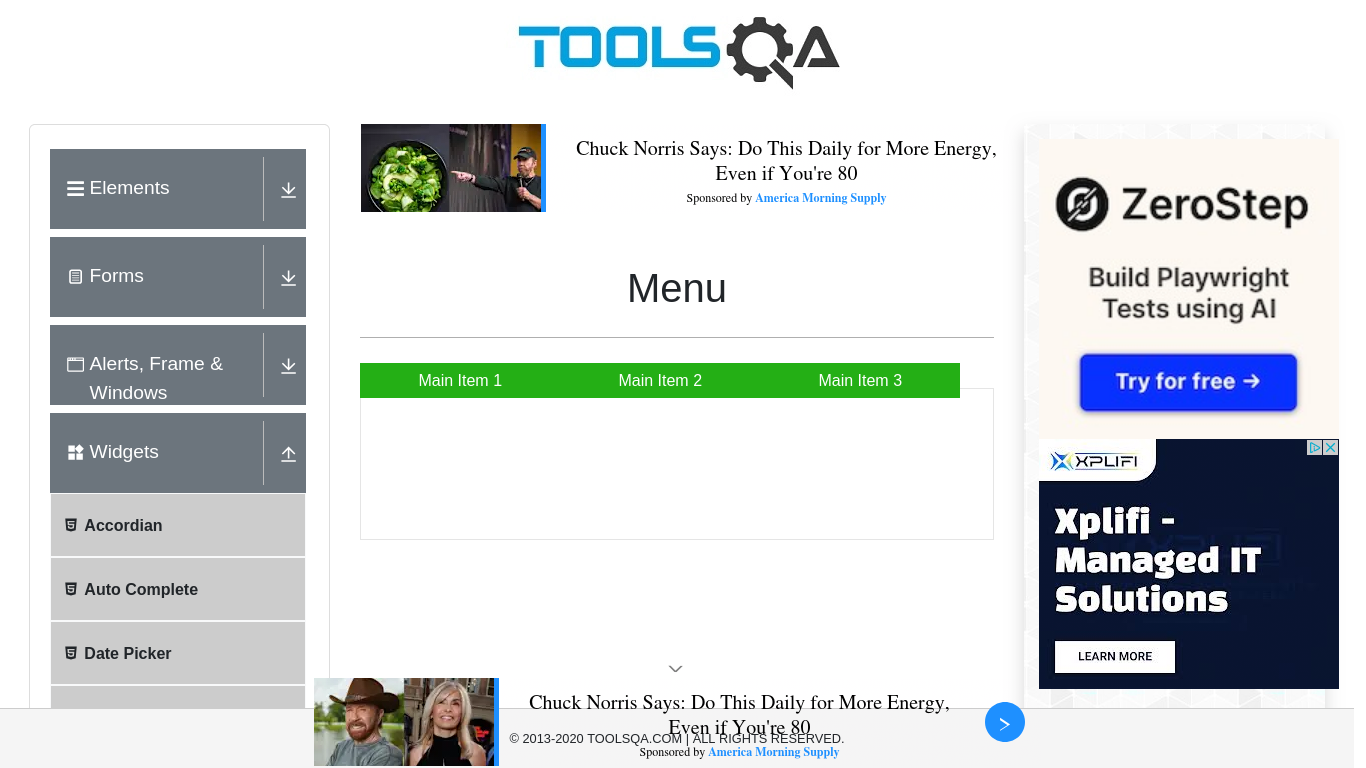 TOOLSQA
Elements
Forms
Alerts, Frame &
Windows
Widgets
Accordian
Auto Complete
Date Picker
Chuck Norris Says: Do This Daily for More Energy,
Even if You're 80
Sponsored by America Morning Supply
Menu
Main Item 1
Main Item 2
Main Item 3
ZeroStep
Build Playwright
Tests using AI
Try for free →
XPLIFI
Xplifi -
Managed IT
Solutions
LEARN MORE
Chuck Norris Says: Do This Daily for More Energy,
Even if You're 80
© 2013-2020 TOOLSQA.COM | ALL RIGHTS RESERVED.
Sponsored by America Morning Supply